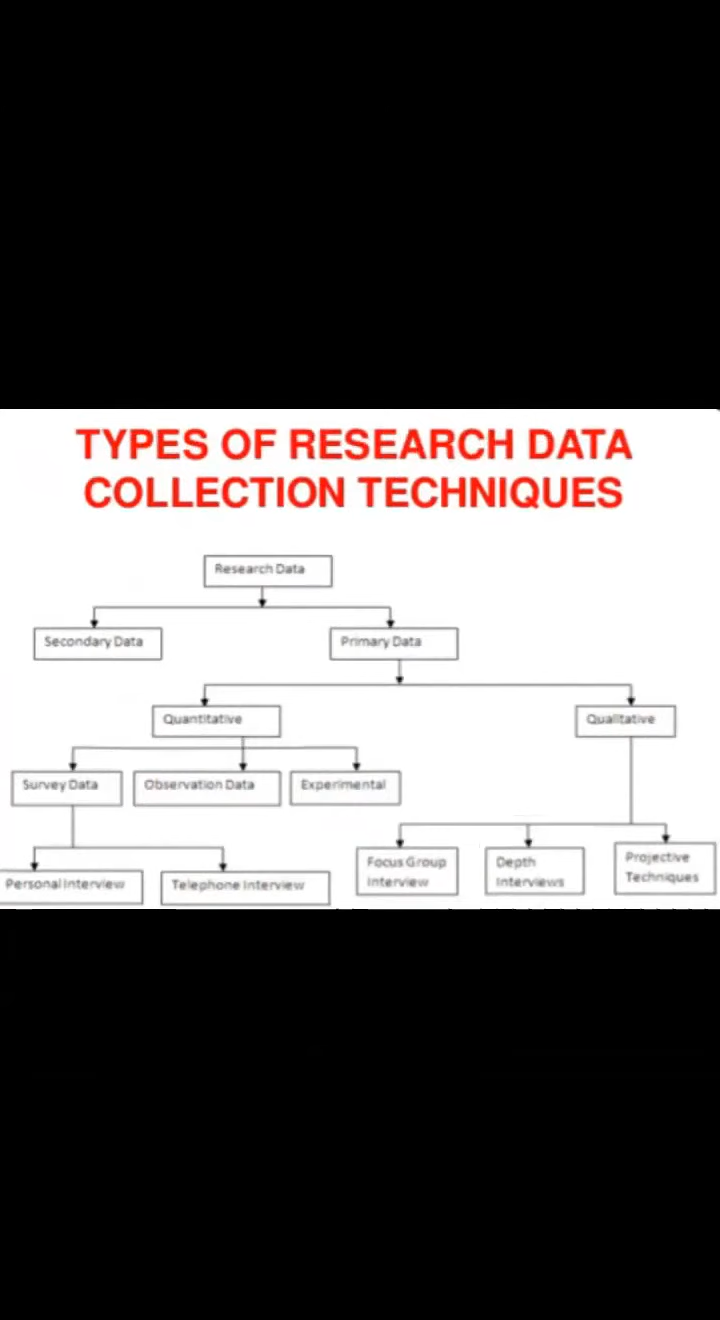 TYPES OF RESEARCH DATA
COLLECTION TECHNIQUES
Research Data
Secondary Data
Primary Data
Quantitative
Qualitative
Survey Data
Observation Data
Experimental
Personal Interview
Telephone Interview
Focus Group
Interview
Depth
Interviews
Projective
Techniques